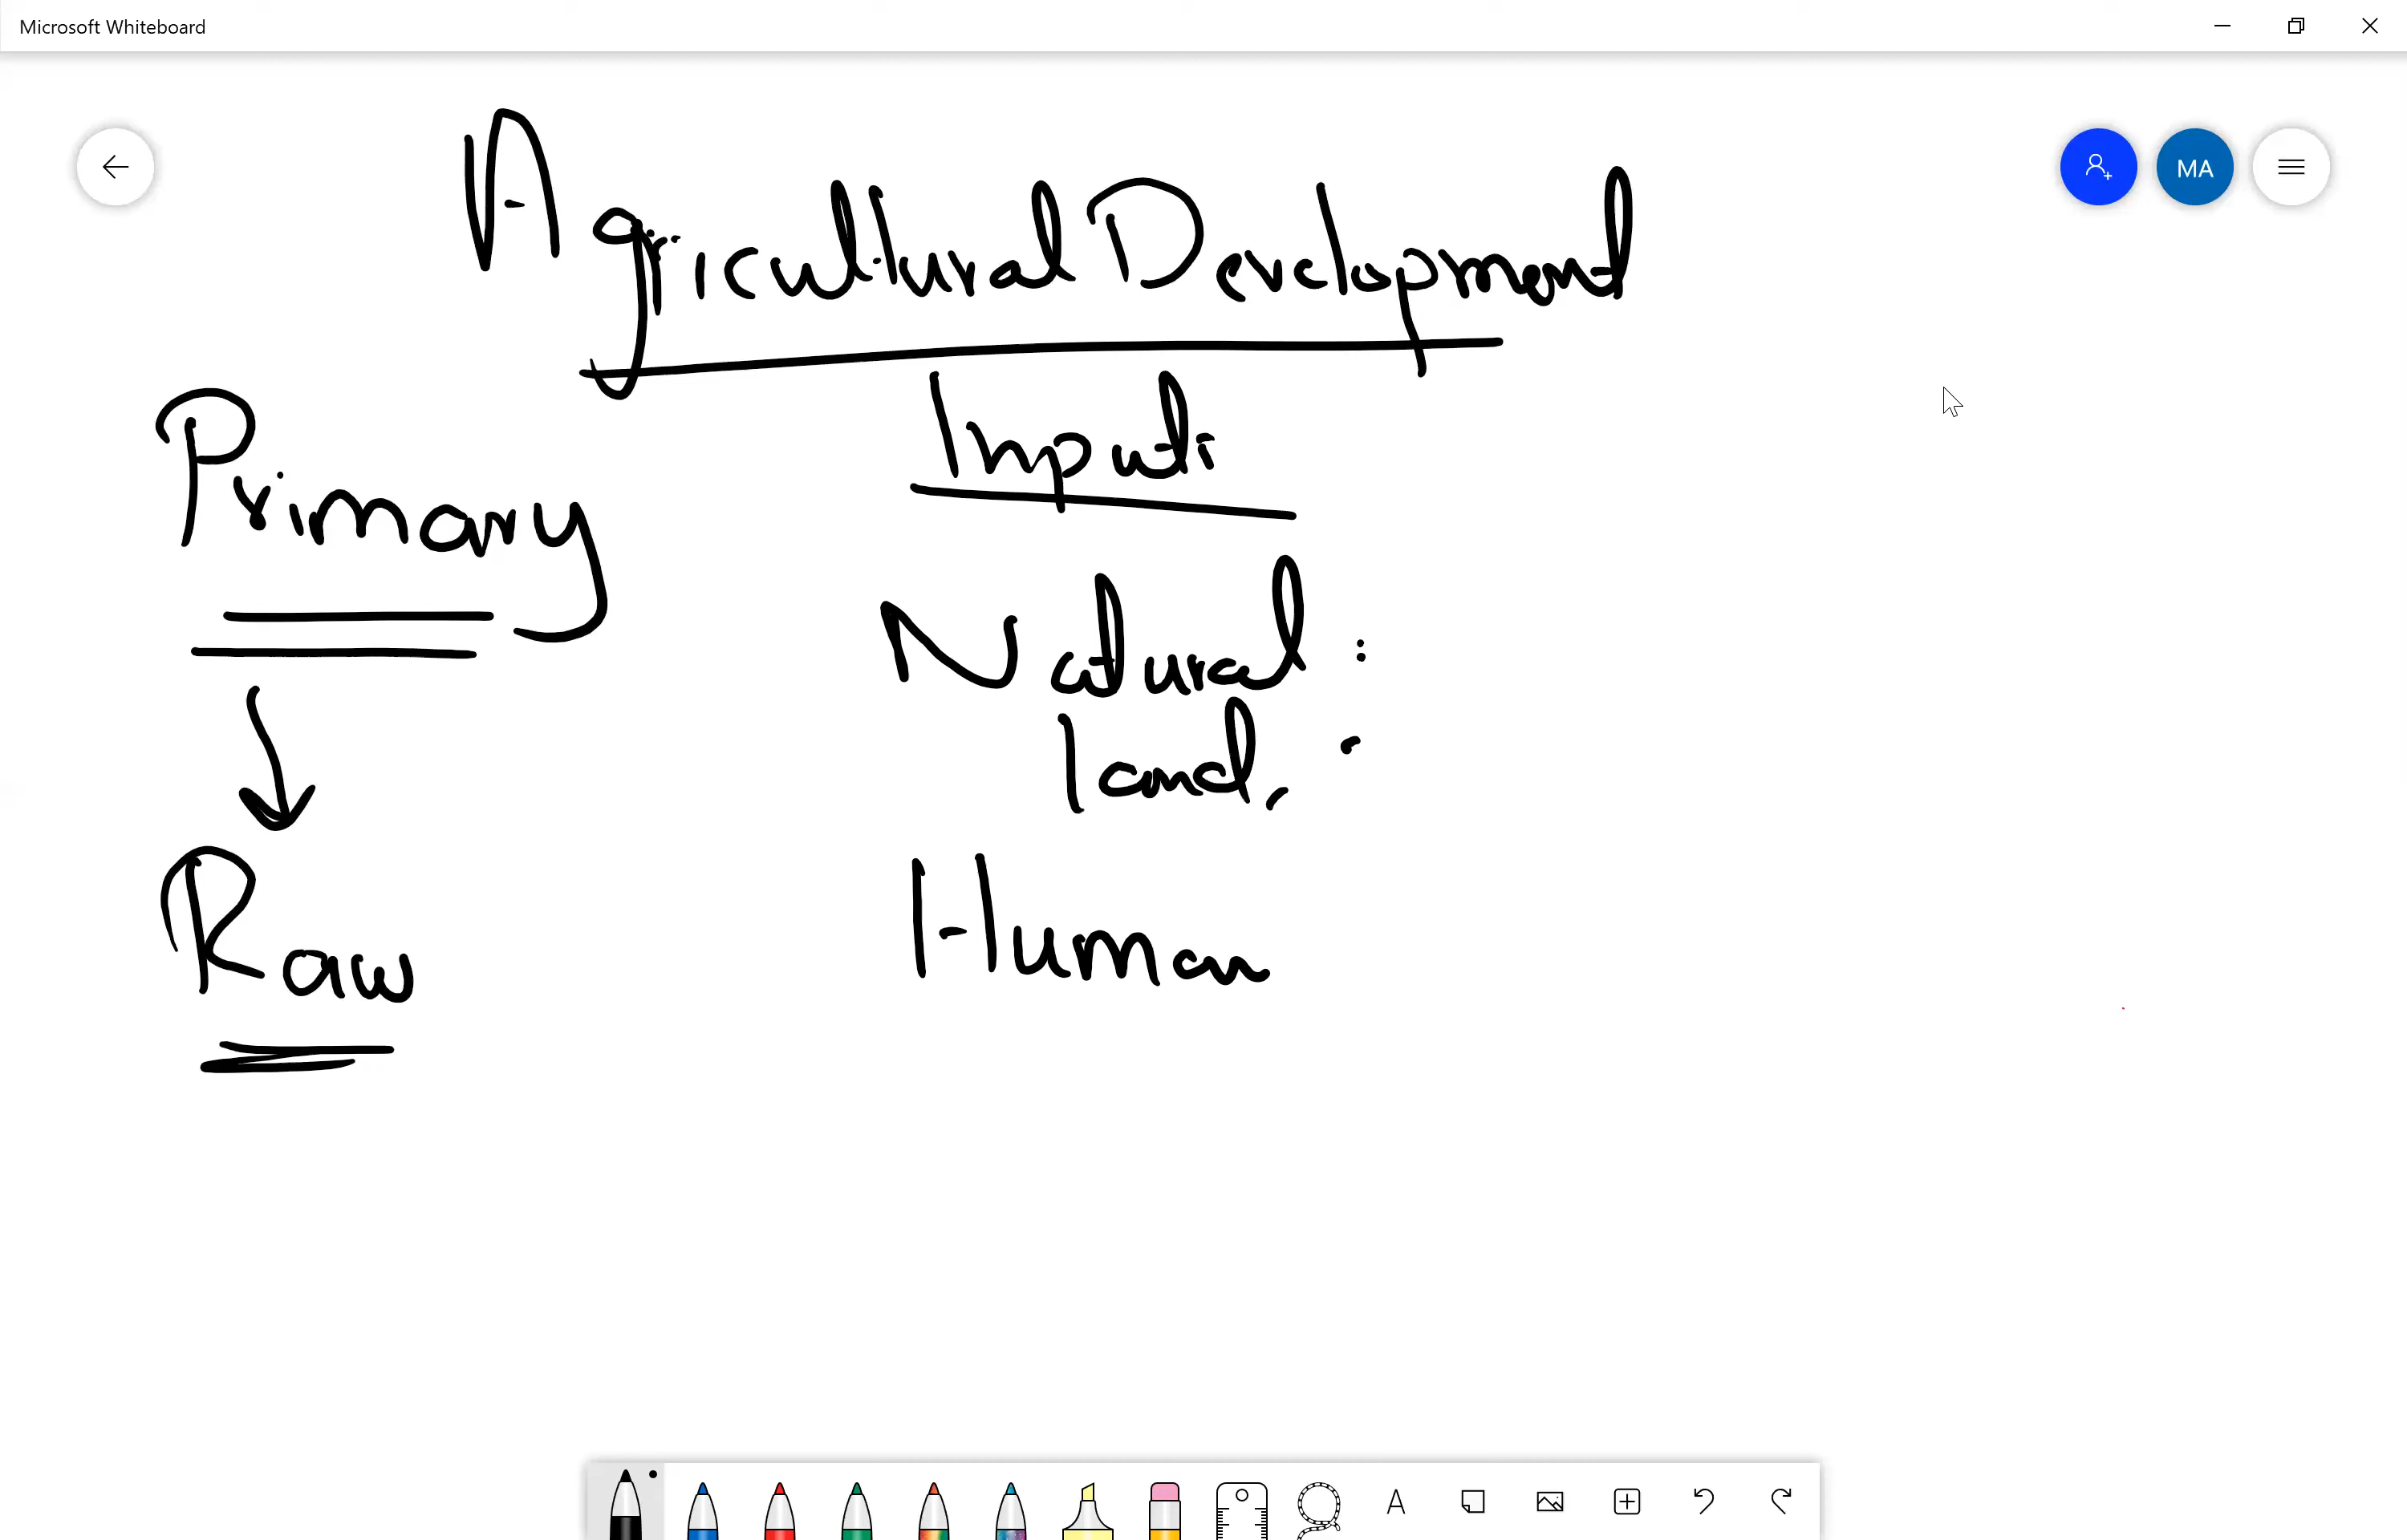 Microsoft Whiteboard
MA
Agricultural Development
Primary
Raw
Inputs
Natural :
land,
Human
A